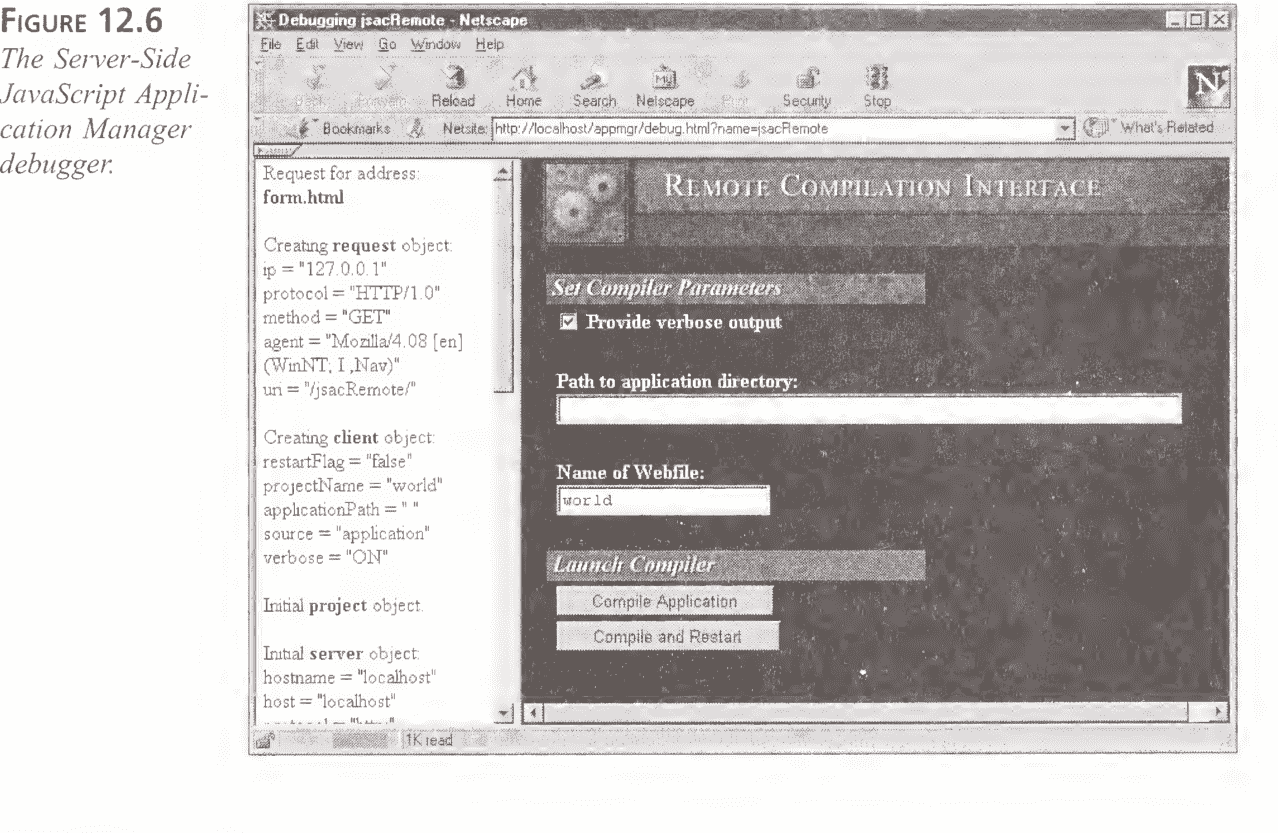 FIGURE 12.6
The Server-Side
JavaScript Appli-
cation Manager
debugger.
Debugging jsacRemote - Netscape
File Edit View Go Window Help
Back Forward Reload Home Search Netscape Print Security Stop
Bookmarks Netsite: http://localhost/appmgr/debug.html?name=jsacRemote What's Related
Request for address:
form.html
Creating request object:
ip = "127.0.0.1"
protocol = "HTTP/1.0"
method = "GET"
agent = "Mozilla/4.08 [en]
(WinNT; I ,Nav)"
uri = "/jsacRemote/"
Creating client object:
restartFlag = "false"
projectName = "world"
applicationPath = " "
source = "application"
verbose = "ON"
Initial project object.
Initial server object:
hostname = "localhost"
host = "localhost"
REMOTE COMPILATION INTERFACE
Set Compiler Parameters
Provide verbose output
Path to application directory:
Name of Webfile:
world
Launch Compiler
Compile Application
Compile and Restart
1K read